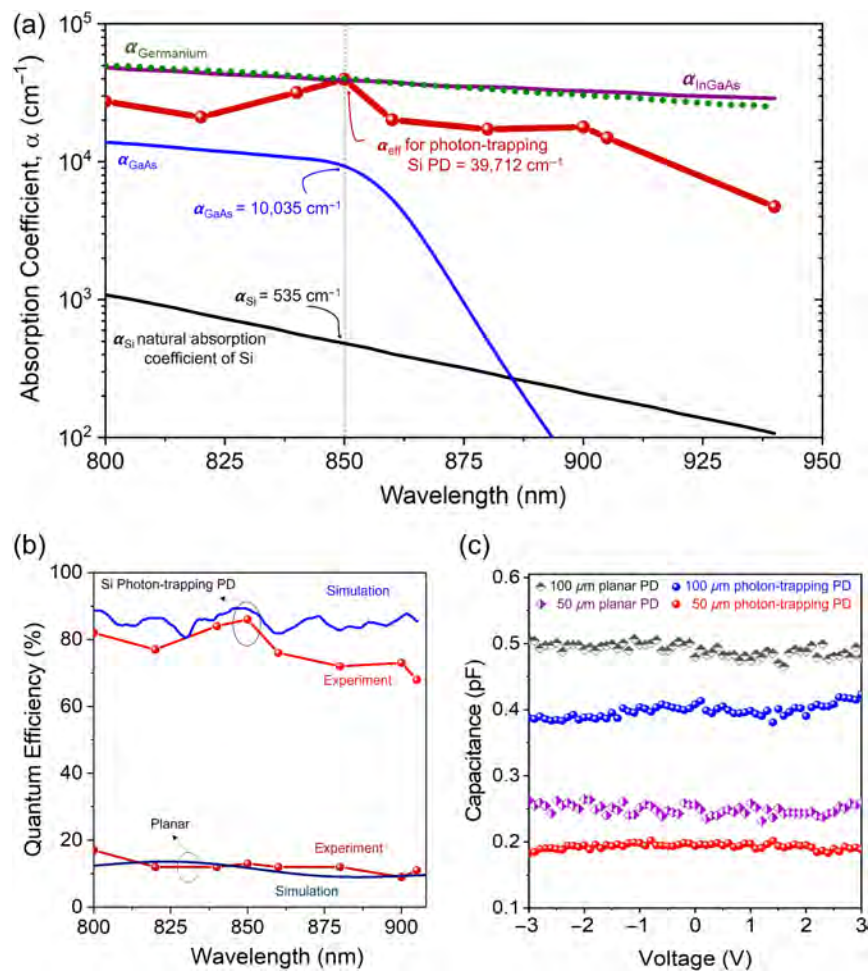 (a)
10⁵
10⁴
10³
10²
Absorption Coefficient, α (cm⁻¹)
αGermanium
αInGaAs
αeff for photon-trapping
Si PD = 39,712 cm⁻¹
αGaAs
αGaAs = 10,035 cm⁻¹
αSi = 535 cm⁻¹
αSi natural absorption
coefficient of Si
800 825 850 875 900 925 950
Wavelength (nm)
(b)
100
80
60
40
20
0
Quantum Efficiency (%)
Si Photon-trapping PD
Simulation
Experiment
Planar
Experiment
Simulation
800 825 850 875 900
Wavelength (nm)
(c)
0.6
0.5
0.4
0.3
0.2
0.1
Capacitance (pF)
100 µm planar PD 100 µm photon-trapping PD
50 µm planar PD 50 µm photon-trapping PD
−3 −2 −1 0 1 2 3
Voltage (V)